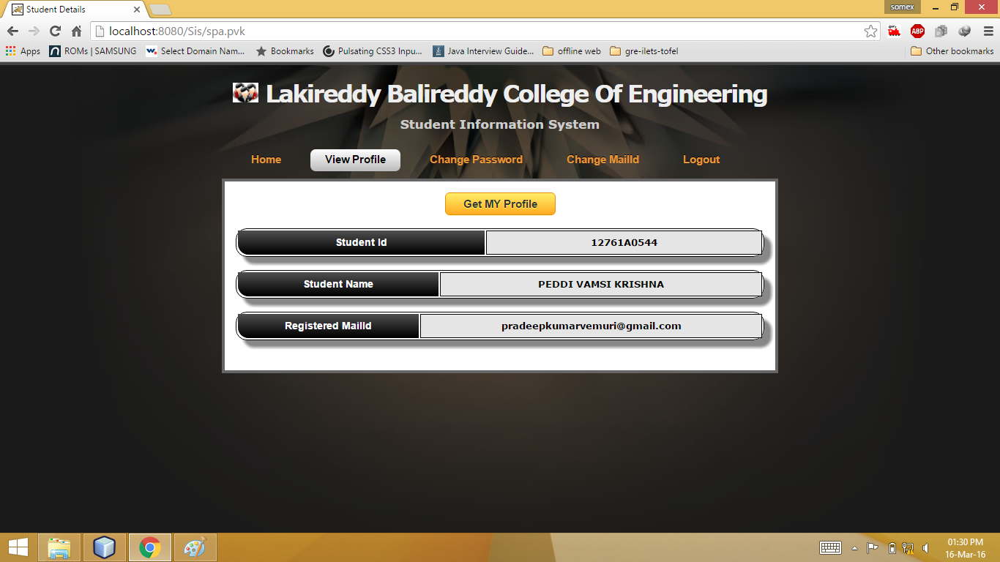 Student Details
somex
localhost:8080/Sis/spa.pvk
ABP
Apps ROMs | SAMSUNG Select Domain Nam... Bookmarks Pulsating CSS3 Inpu... Java Interview Guide... offline web gre-ilets-tofel Other bookmarks
Lakireddy Balireddy College Of Engineering
Student Information System
Home View Profile Change Password Change MailId Logout
Get MY Profile
Student Id 12761A0544
Student Name PEDDI VAMSI KRISHNA
Registered MailId pradeepkumarvemuri@gmail.com
01:30 PM
16-Mar-16